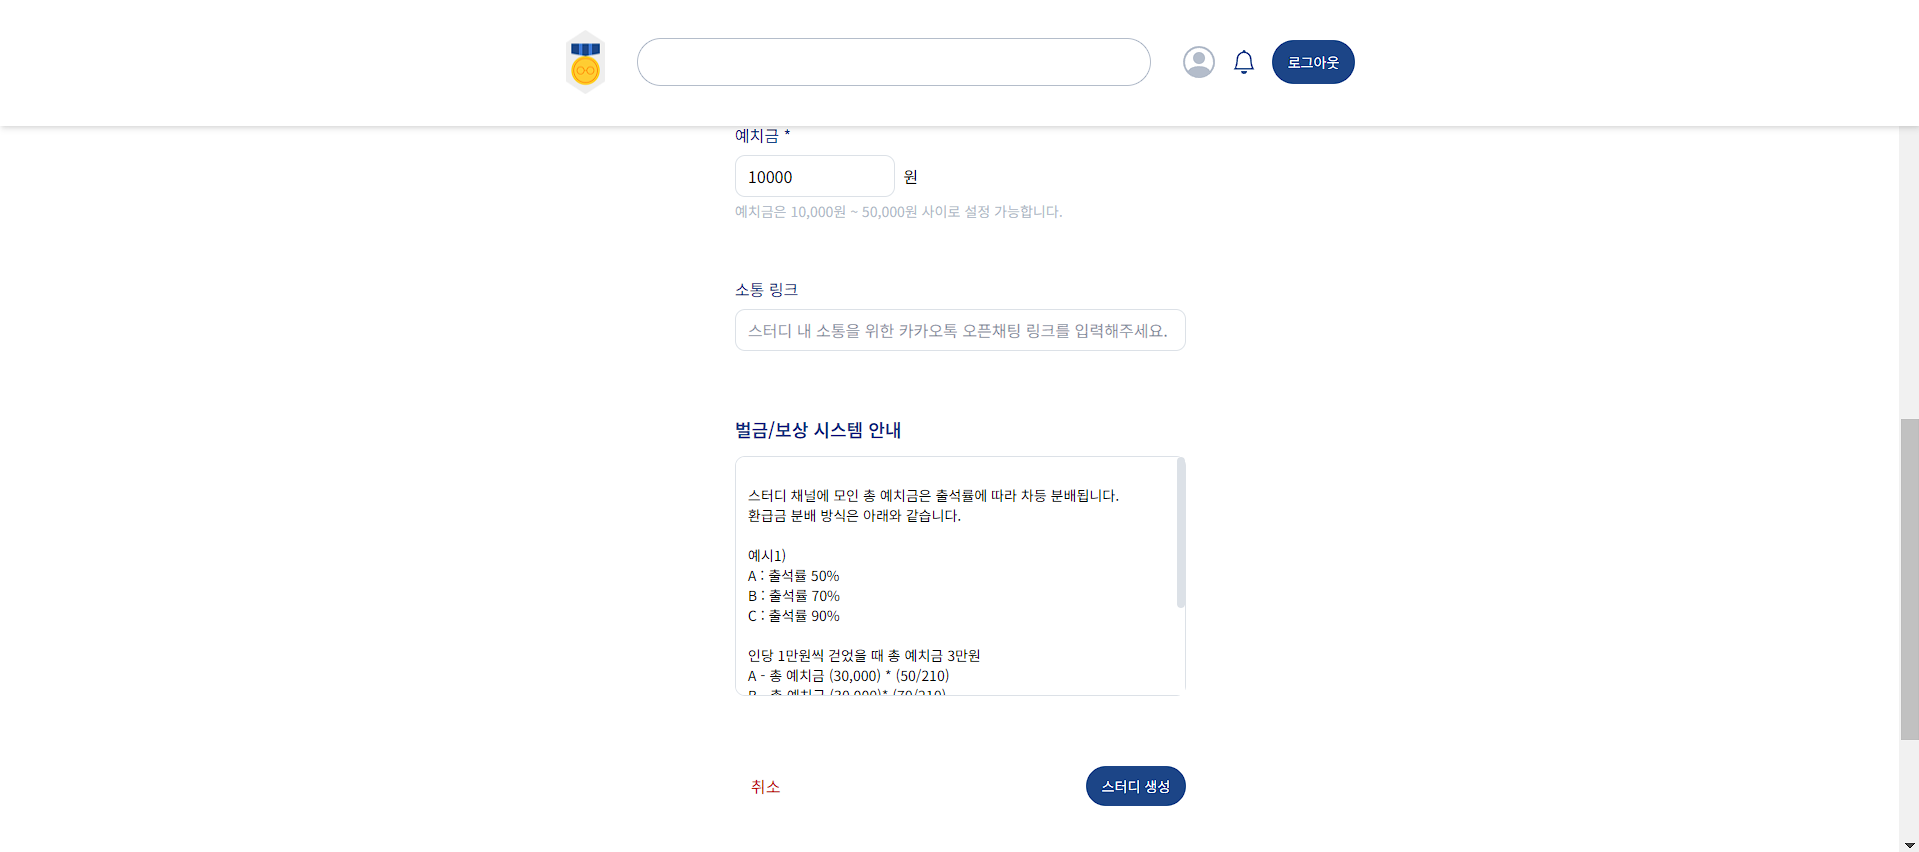 로그아웃
예치금 *
10000 원
예치금은 10,000원 ~ 50,000원 사이로 설정 가능합니다.
소통 링크
스터디 내 소통을 위한 카카오톡 오픈채팅 링크를 입력해주세요.
벌금/보상 시스템 안내
스터디 채널에 모인 총 예치금은 출석률에 따라 차등 분배됩니다.
환급금 분배 방식은 아래와 같습니다.
예시1)
A : 출석률 50%
B : 출석률 70%
C : 출석률 90%
인당 1만원씩 걷었을 때 총 예치금 3만원
A - 총 예치금 (30,000) * (50/210)
B - 총 예치금 (30,000)* (70/210)
취소
스터디 생성